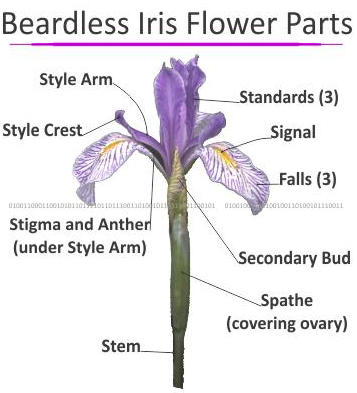 Beardless Iris Flower Parts
Style Arm
Standards (3)
Style Crest
Signal
Falls (3)
Stigma and Anther
(under Style Arm)
Secondary Bud
Spathe
(covering ovary)
Stem